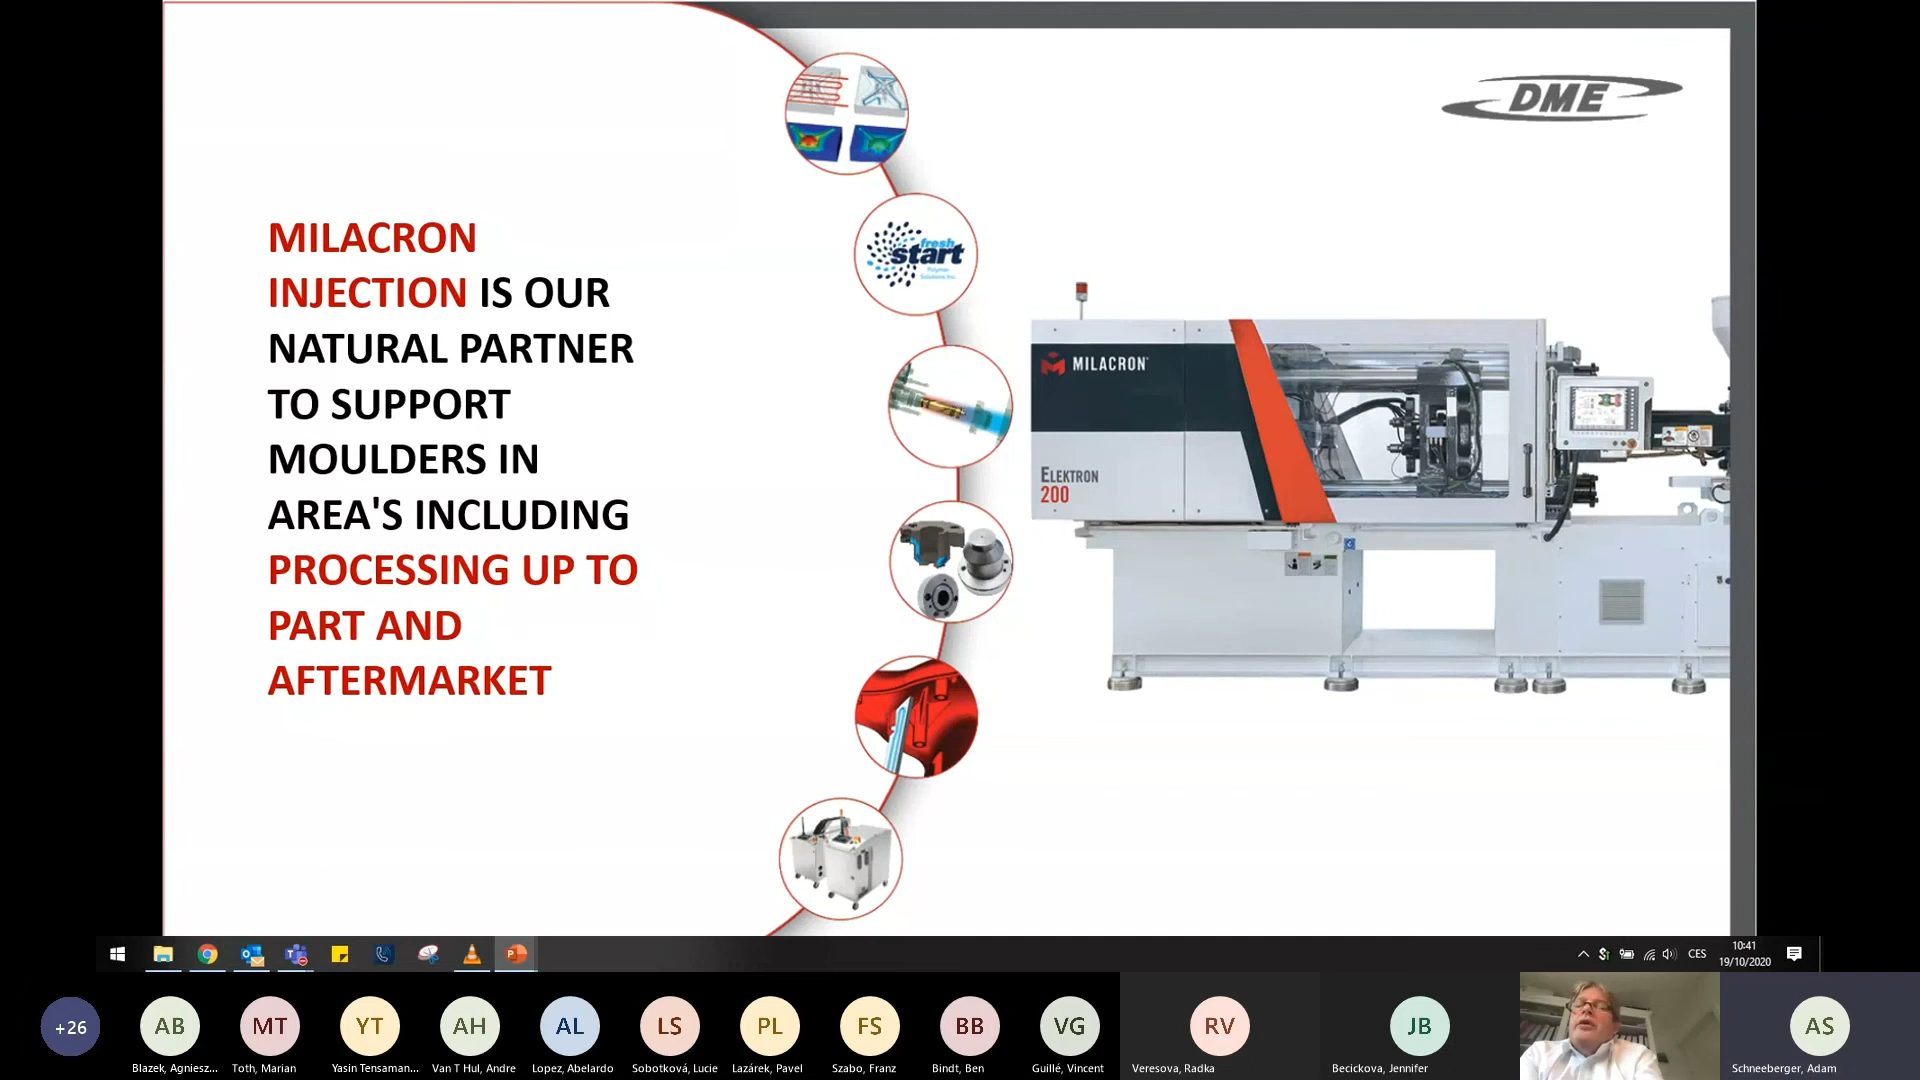 DME
fresh
start
Polymer
Solutions Inc.
MILACRON
INJECTION IS OUR
NATURAL PARTNER
TO SUPPORT
MOULDERS IN
AREA'S INCLUDING
PROCESSING UP TO
PART AND
AFTERMARKET
MILACRON
ELEKTRON
200
CES
10:41
19/10/2020
+26
AB
MT
YT
AH
AL
LS
PL
FS
BB
VG
RV
JB
AS
Blazek, Agniesz...
Toth, Marian
Yasin Tensaman...
Van T Hul, Andre
Lopez, Abelardo
Sobotková, Lucie
Lazárek, Pavel
Szabo, Franz
Bindt, Ben
Guillé, Vincent
Veresova, Radka
Becickova, Jennifer
Schneeberger, Adam